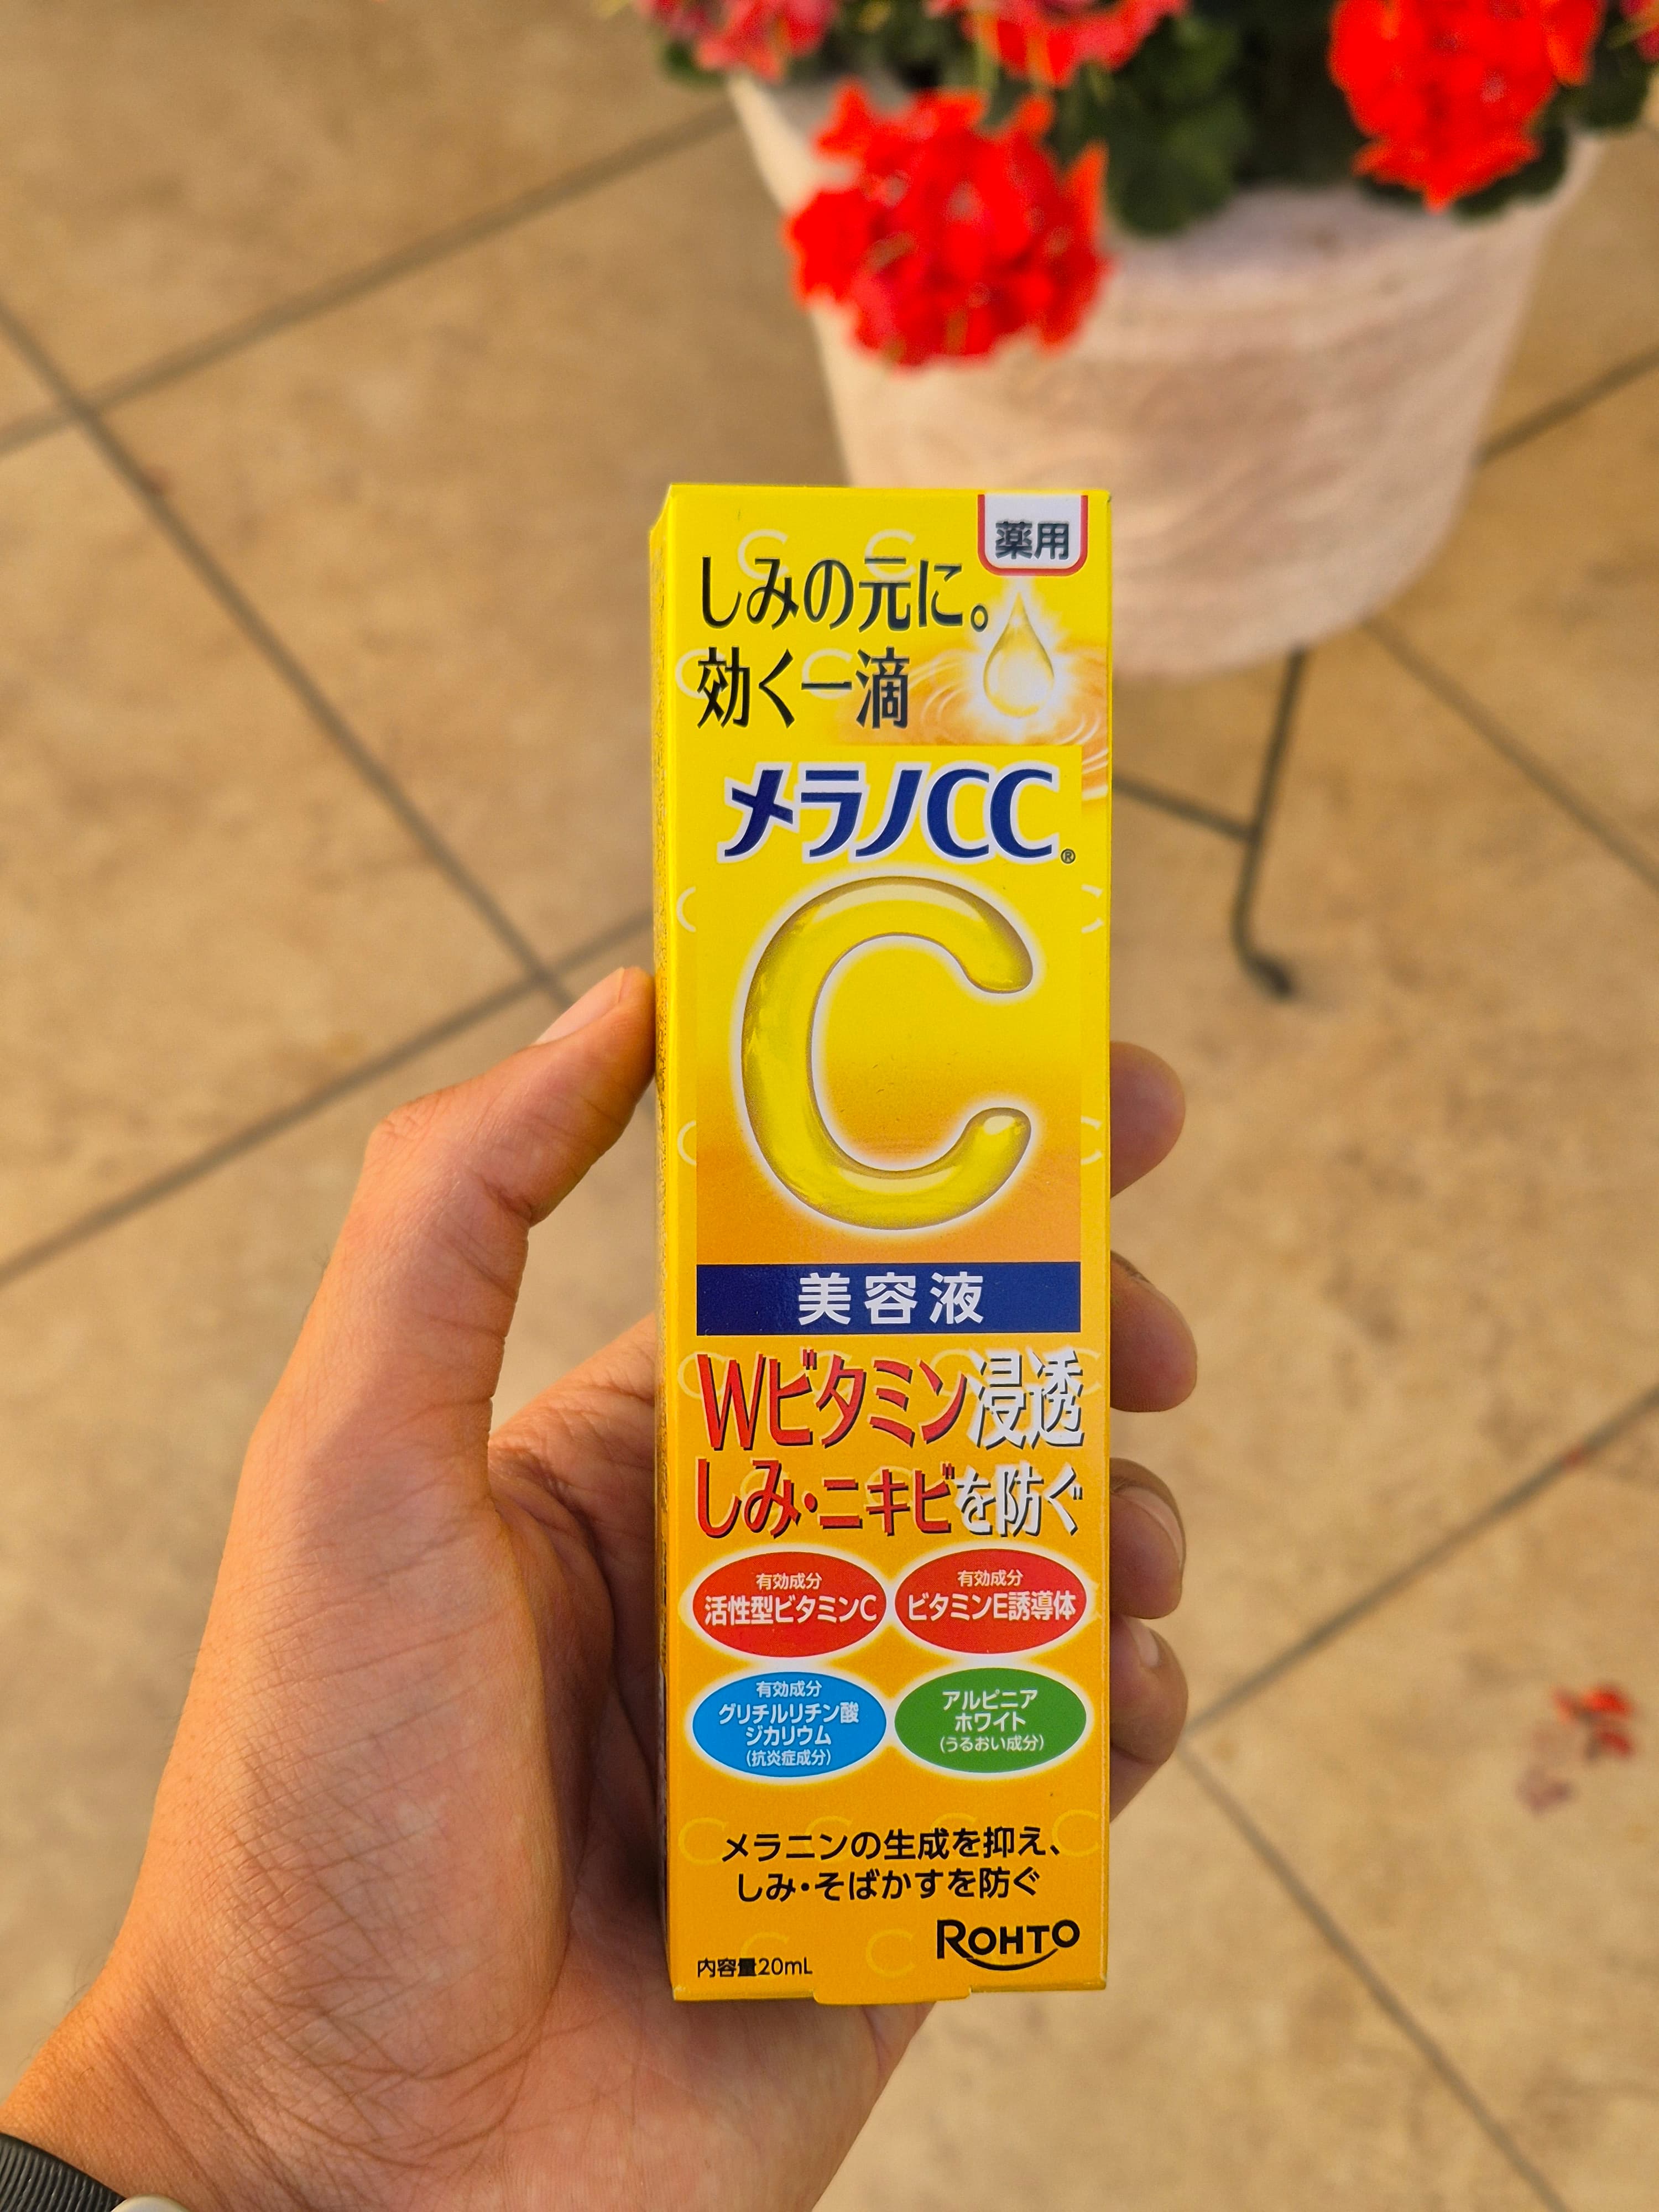 薬用
しみの元に。
効く一滴
メラノCC®
C
美容液
Wビタミン浸透
しみ・ニキビを防ぐ
有効成分
活性型ビタミンC
有効成分
ビタミンE誘導体
有効成分
グリチルリチン酸
ジカリウム
(抗炎症成分)
アルピニア
ホワイト
(うるおい成分)
メラニンの生成を抑え、
しみ・そばかすを防ぐ
ROHTO
内容量20mL